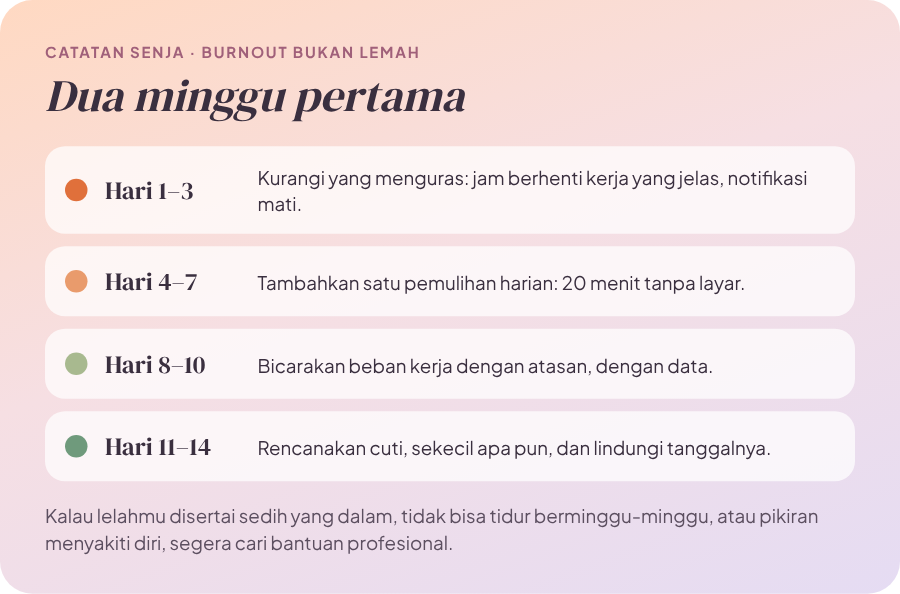 CATATAN SENJA · BURNOUT BUKAN LEMAH
Dua minggu pertama
Hari 1–3
Kurangi yang menguras: jam berhenti kerja yang jelas, notifikasi
mati.
Hari 4–7
Tambahkan satu pemulihan harian: 20 menit tanpa layar.
Hari 8–10
Bicarakan beban kerja dengan atasan, dengan data.
Hari 11–14
Rencanakan cuti, sekecil apa pun, dan lindungi tanggalnya.
Kalau lelahmu disertai sedih yang dalam, tidak bisa tidur berminggu-minggu, atau pikiran
menyakiti diri, segera cari bantuan profesional.